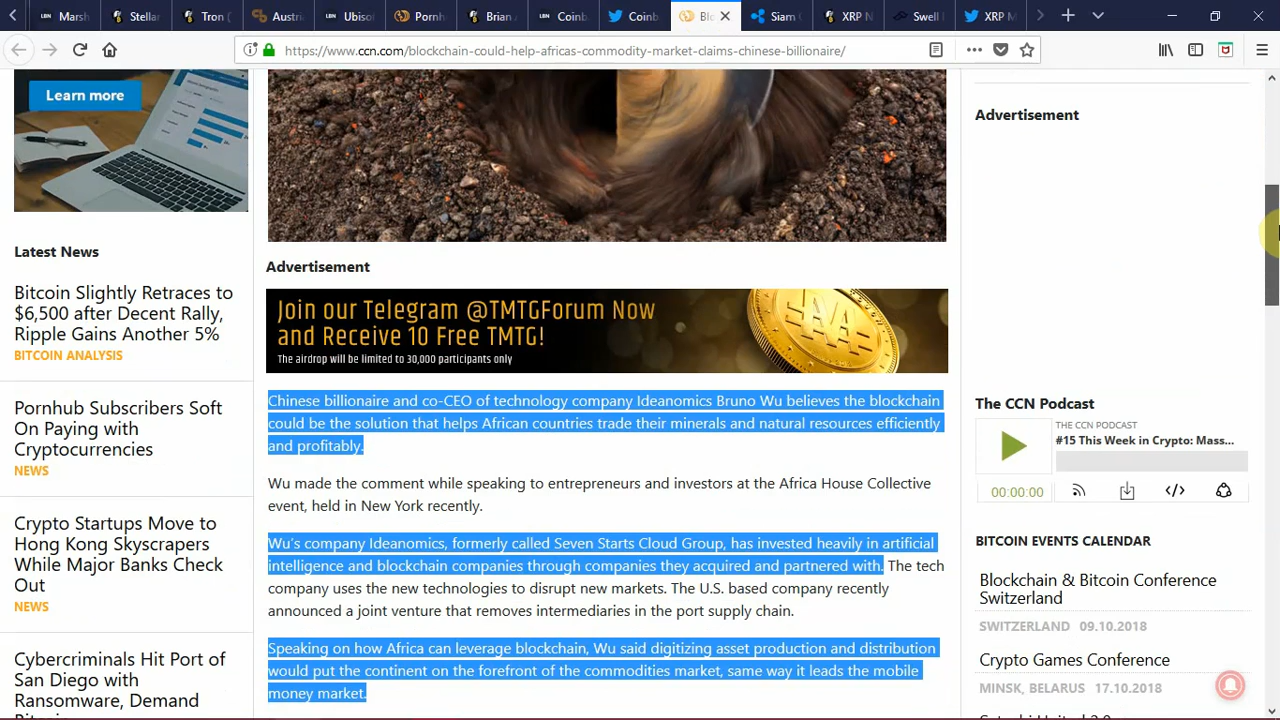 Marsh
Stellar
Tron (
Austri
Ubisof
Pornh
Brian A
Coinb
Coinb
Blo
Siam C
XRP N
Swell
XRP M
https://www.ccn.com/blockchain-could-help-africas-commodity-market-claims-chinese-billionaire/
Learn more
Latest News
Bitcoin Slightly Retraces to
$6,500 after Decent Rally,
Ripple Gains Another 5%
BITCOIN ANALYSIS
Pornhub Subscribers Soft
On Paying with
Cryptocurrencies
NEWS
Crypto Startups Move to
Hong Kong Skyscrapers
While Major Banks Check
Out
NEWS
Cybercriminals Hit Port of
San Diego with
Ransomware, Demand
Advertisement
Join our Telegram @TMTGForum Now
and Receive 10 Free TMTG!
The airdrop will be limited to 30,000 participants only
Chinese billionaire and co-CEO of technology company Ideanomics Bruno Wu believes the blockchain
could be the solution that helps African countries trade their minerals and natural resources efficiently
and profitably.
Wu made the comment while speaking to entrepreneurs and investors at the Africa House Collective
event, held in New York recently.
Wu's company Ideanomics, formerly called Seven Starts Cloud Group, has invested heavily in artificial
intelligence and blockchain companies through companies they acquired and partnered with. The tech
company uses the new technologies to disrupt new markets. The U.S. based company recently
announced a joint venture that removes intermediaries in the port supply chain.
Speaking on how Africa can leverage blockchain, Wu said digitizing asset production and distribution
would put the continent on the forefront of the commodities market, same way it leads the mobile
money market.
Advertisement
The CCN Podcast
THE CCN PODCAST
#15 This Week in Crypto: Mass...
00:00:00
BITCOIN EVENTS CALENDAR
Blockchain & Bitcoin Conference
Switzerland
SWITZERLAND 09.10.2018
Crypto Games Conference
MINSK, BELARUS 17.10.2018